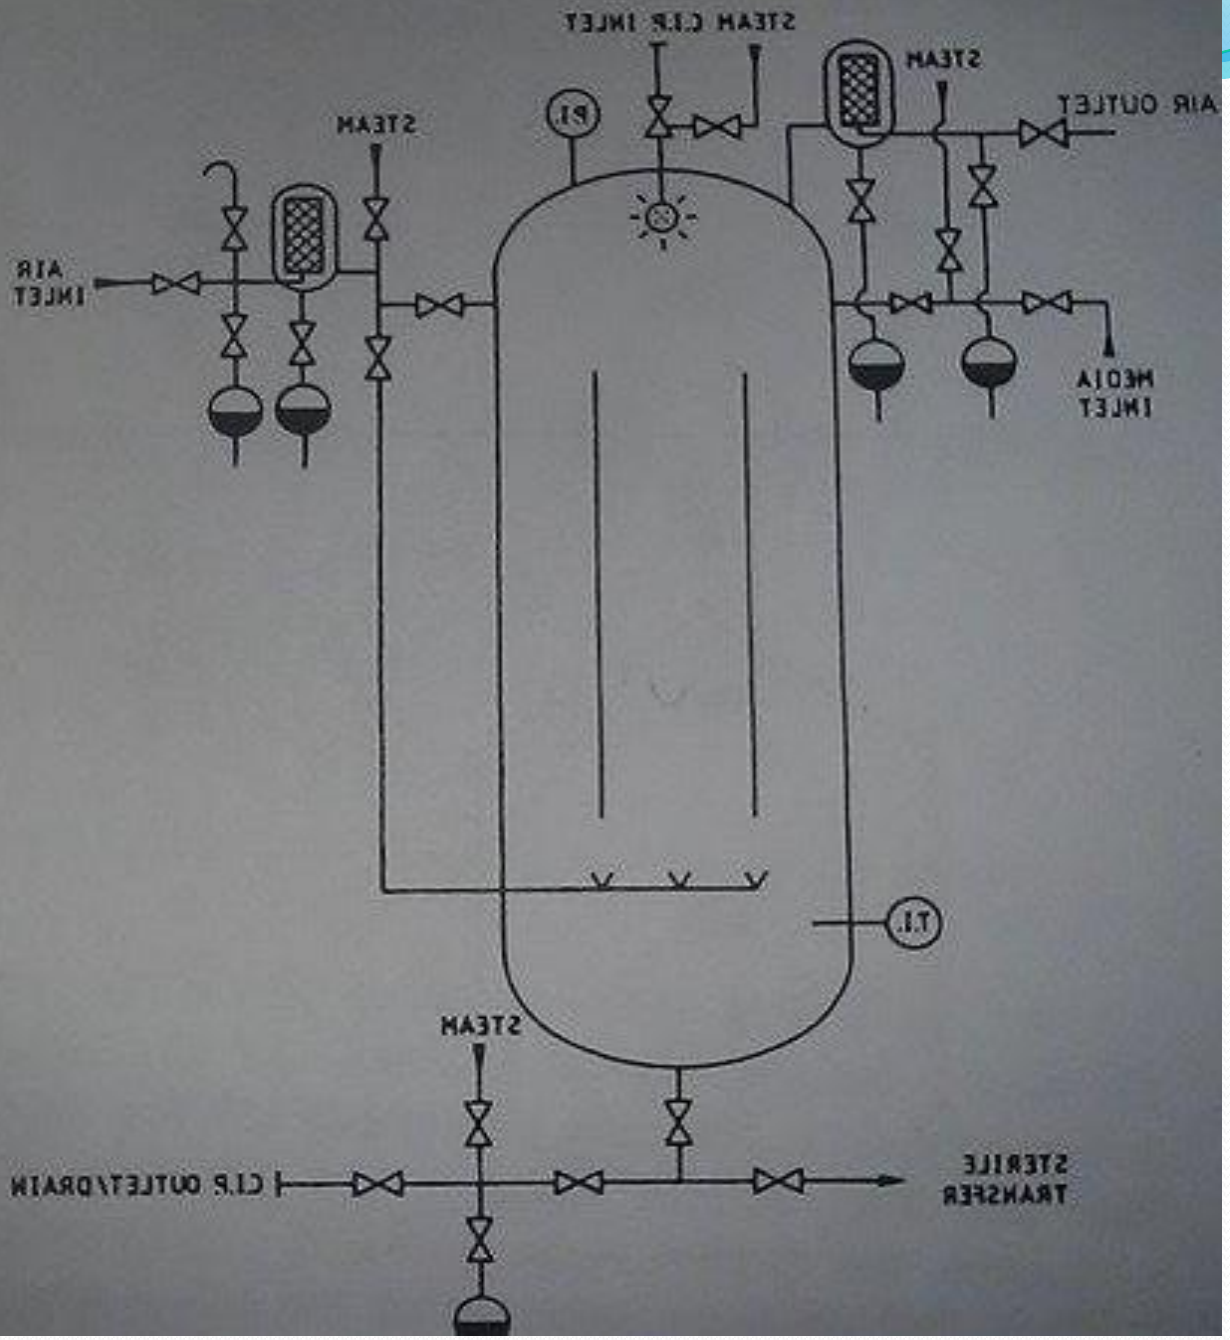 STEAM C.I.P. INLET
STEAM
AIR OUTLET
P.I.
STEAM
AIR
INLET
MEDIA
INLET
T.I.
STEAM
C.I.P. OUTLET/DRAIN
STERILE
TRANSFER